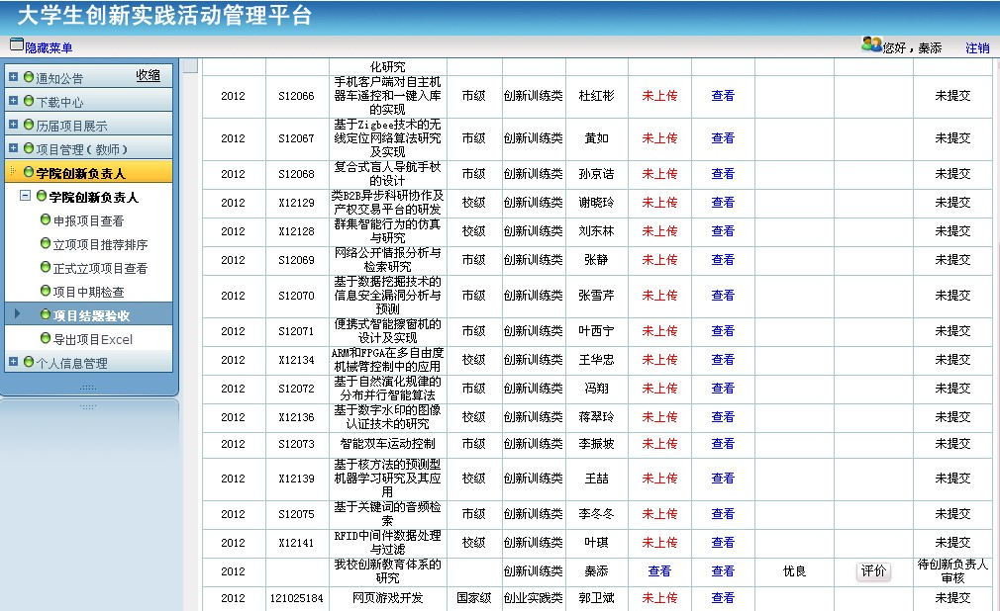 大学生创新实践活动管理平台
隐藏菜单
您好，秦添 注销
通知公告 收缩
下载中心
历届项目展示
项目管理（教师）
学院创新负责人
学院创新负责人
申报项目查看
立项项目推荐排序
正式立项项目查看
项目中期检查
项目结题验收
导出项目Excel
个人信息管理
化研究
2012 S12066 手机客户端对自主机
器车遥控和一键入库
的实现 市级 创新训练类 杜红彬 未上传 查看 未提交
2012 S12067 基于Zigbee技术的无
线定位网络算法研究
及实现 市级 创新训练类 黄如 未上传 查看 未提交
2012 S12068 复合式盲人导航手杖
的设计 市级 创新训练类 孙京诰 未上传 查看 未提交
2012 X12129 类B2B异步科研协作及
产权交易平台的研发 校级 创新训练类 谢晓玲 未上传 查看 未提交
2012 X12128 群集智能行为的仿真
与研究 校级 创新训练类 刘东林 未上传 查看 未提交
2012 S12069 网络公开情报分析与
检索研究 市级 创新训练类 张静 未上传 查看 未提交
2012 S12070 基于数据挖掘技术的
信息安全漏洞分析与
预测 市级 创新训练类 张雪芹 未上传 查看 未提交
2012 S12071 便携式智能擦窗机的
设计及实现 市级 创新训练类 叶西宁 未上传 查看 未提交
2012 X12134 ARM和FPGA在多自由度
机械臂控制中的应用 校级 创新训练类 王华忠 未上传 查看 未提交
2012 S12072 基于自然演化规律的
分布并行智能算法 市级 创新训练类 冯翔 未上传 查看 未提交
2012 X12136 基于数字水印的图像
认证技术的研究 校级 创新训练类 蒋翠玲 未上传 查看 未提交
2012 S12073 智能双车运动控制 市级 创新训练类 李振坡 未上传 查看 未提交
2012 X12139 基于核方法的预测型
机器学习研究及其应
用 校级 创新训练类 王喆 未上传 查看 未提交
2012 S12075 基于关键词的音频检
索 市级 创新训练类 李冬冬 未上传 查看 未提交
2012 X12141 RFID中间件数据处理
与过滤 校级 创新训练类 叶琪 未上传 查看 未提交
2012 我校创新教育体系的
研究 创新训练类 秦添 查看 查看 优良 评价 待创新负责人
审核
2012 121025184 网页游戏开发 国家级 创业实践类 郭卫斌 未上传 查看 未提交